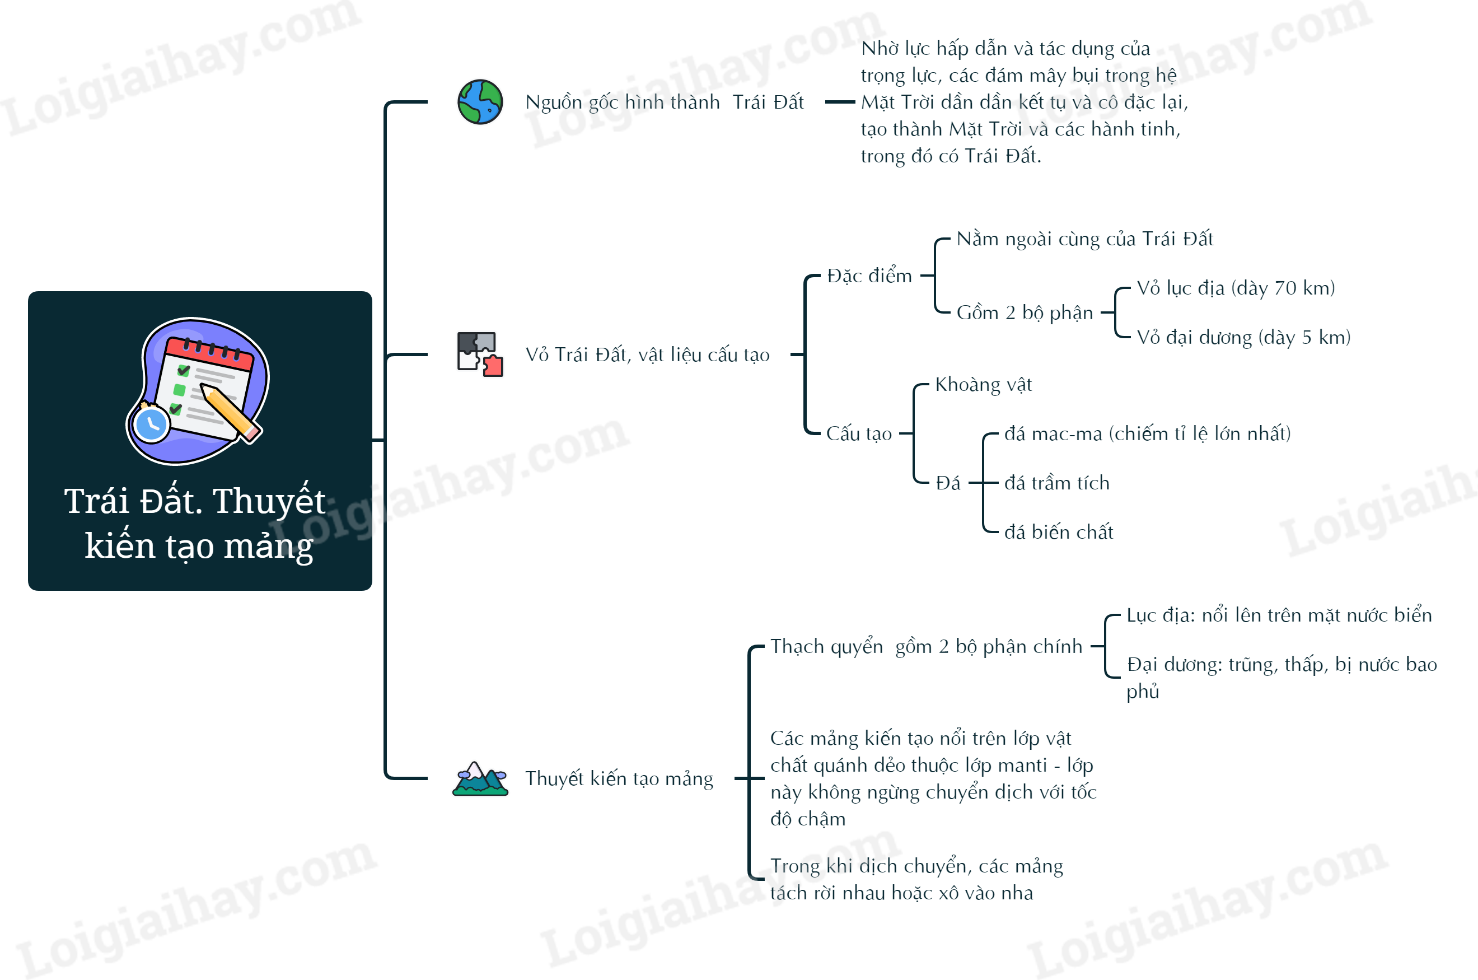 Trái Đất. Thuyết
kiến tạo mảng
Nguồn gốc hình thành Trái Đất
Nhờ lực hấp dẫn và tác dụng của
trọng lực, các đám mây bụi trong hệ
Mặt Trời dần dần kết tụ và cô đặc lại,
tạo thành Mặt Trời và các hành tinh,
trong đó có Trái Đất.
Vỏ Trái Đất, vật liệu cấu tạo
Đặc điểm
Nằm ngoài cùng của Trái Đất
Gồm 2 bộ phận
Vỏ lục địa (dày 70 km)
Vỏ đại dương (dày 5 km)
Cấu tạo
Khoàng vật
Đá
đá mac-ma (chiếm tỉ lệ lớn nhất)
đá trầm tích
đá biến chất
Thuyết kiến tạo mảng
Thạch quyển gồm 2 bộ phận chính
Lục địa: nổi lên trên mặt nước biển
Đại dương: trũng, thấp, bị nước bao
phủ
Các mảng kiến tạo nổi trên lớp vật
chất quánh dẻo thuộc lớp manti - lớp
này không ngừng chuyển dịch với tốc
độ chậm
Trong khi dịch chuyển, các mảng
tách rời nhau hoặc xô vào nha
Loigiaihay.com
Loigiaihay.com
Loigiaihay.com
Loigiaihay.com
Loigiaih
Loigiaihay.com
Loigiaihay.com
Loigiaihay.com